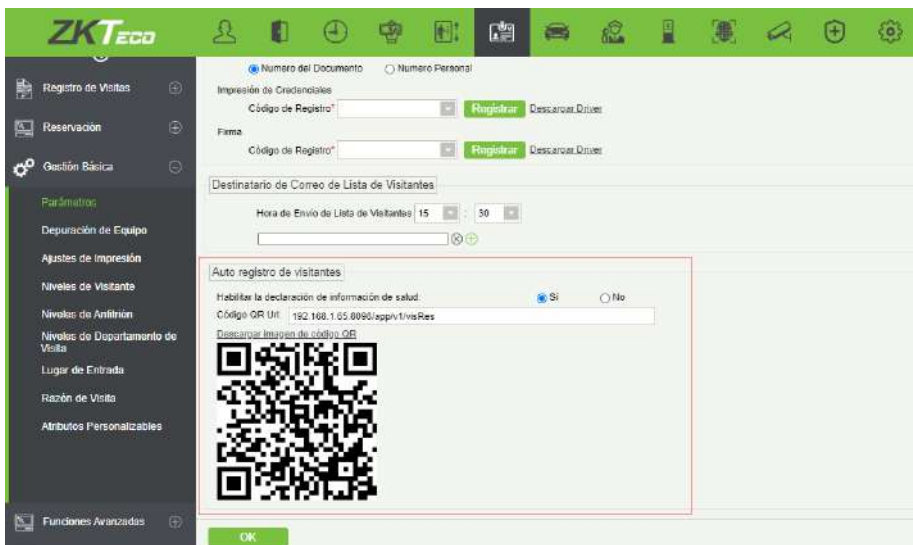 ZKTECO
Registro de Visitas
Reservación
Gestión Básica
Parámetros
Depuración de Equipo
Ajustes de Impresión
Niveles de Visitante
Niveles de Anfitrión
Niveles de Departamento de
Visita
Lugar de Entrada
Razón de Visita
Atributos Personalizables
Funciones Avanzadas
Numero del Documento Numero Personal
Impresión de Credenciales
Código de Registro* Registrar Descargar Driver
Firma
Código de Registro* Registrar Descargar Driver
Destinatario de Correo de Lista de Visitantes
Hora de Envío de Lista de Visitantes 15 : 30
Auto registro de visitantes
Habilitar la declaración de información de salud: Sí No
Código QR Url: 192.168.1.65:8098/app/v1/visRes
Descargar imagen de código QR
OK